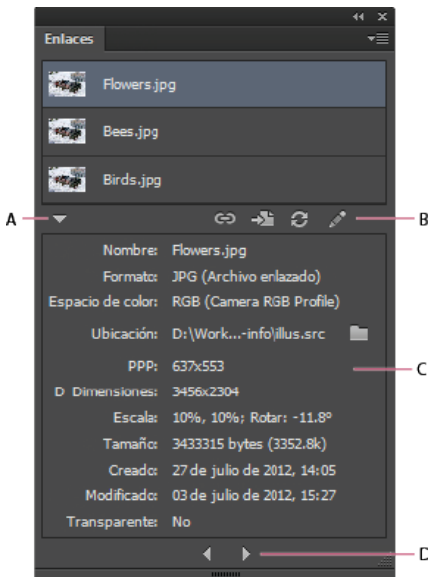 Enlaces
Flowers.jpg
Bees.jpg
Birds.jpg
A
B
Nombre: Flowers.jpg
Formato: JPG (Archivo enlazado)
Espacio de color: RGB (Camera RGB Profile)
Ubicación: D:\Work...-info\illus.src
PPP: 637x553
C
D Dimensiones: 3456x2304
Escala: 10%, 10%; Rotar: -11.8º
Tamaño: 3433315 bytes (3352.8k)
Creado: 27 de julio de 2012, 14:05
Modificado: 03 de julio de 2012, 15:27
Transparente: No
D